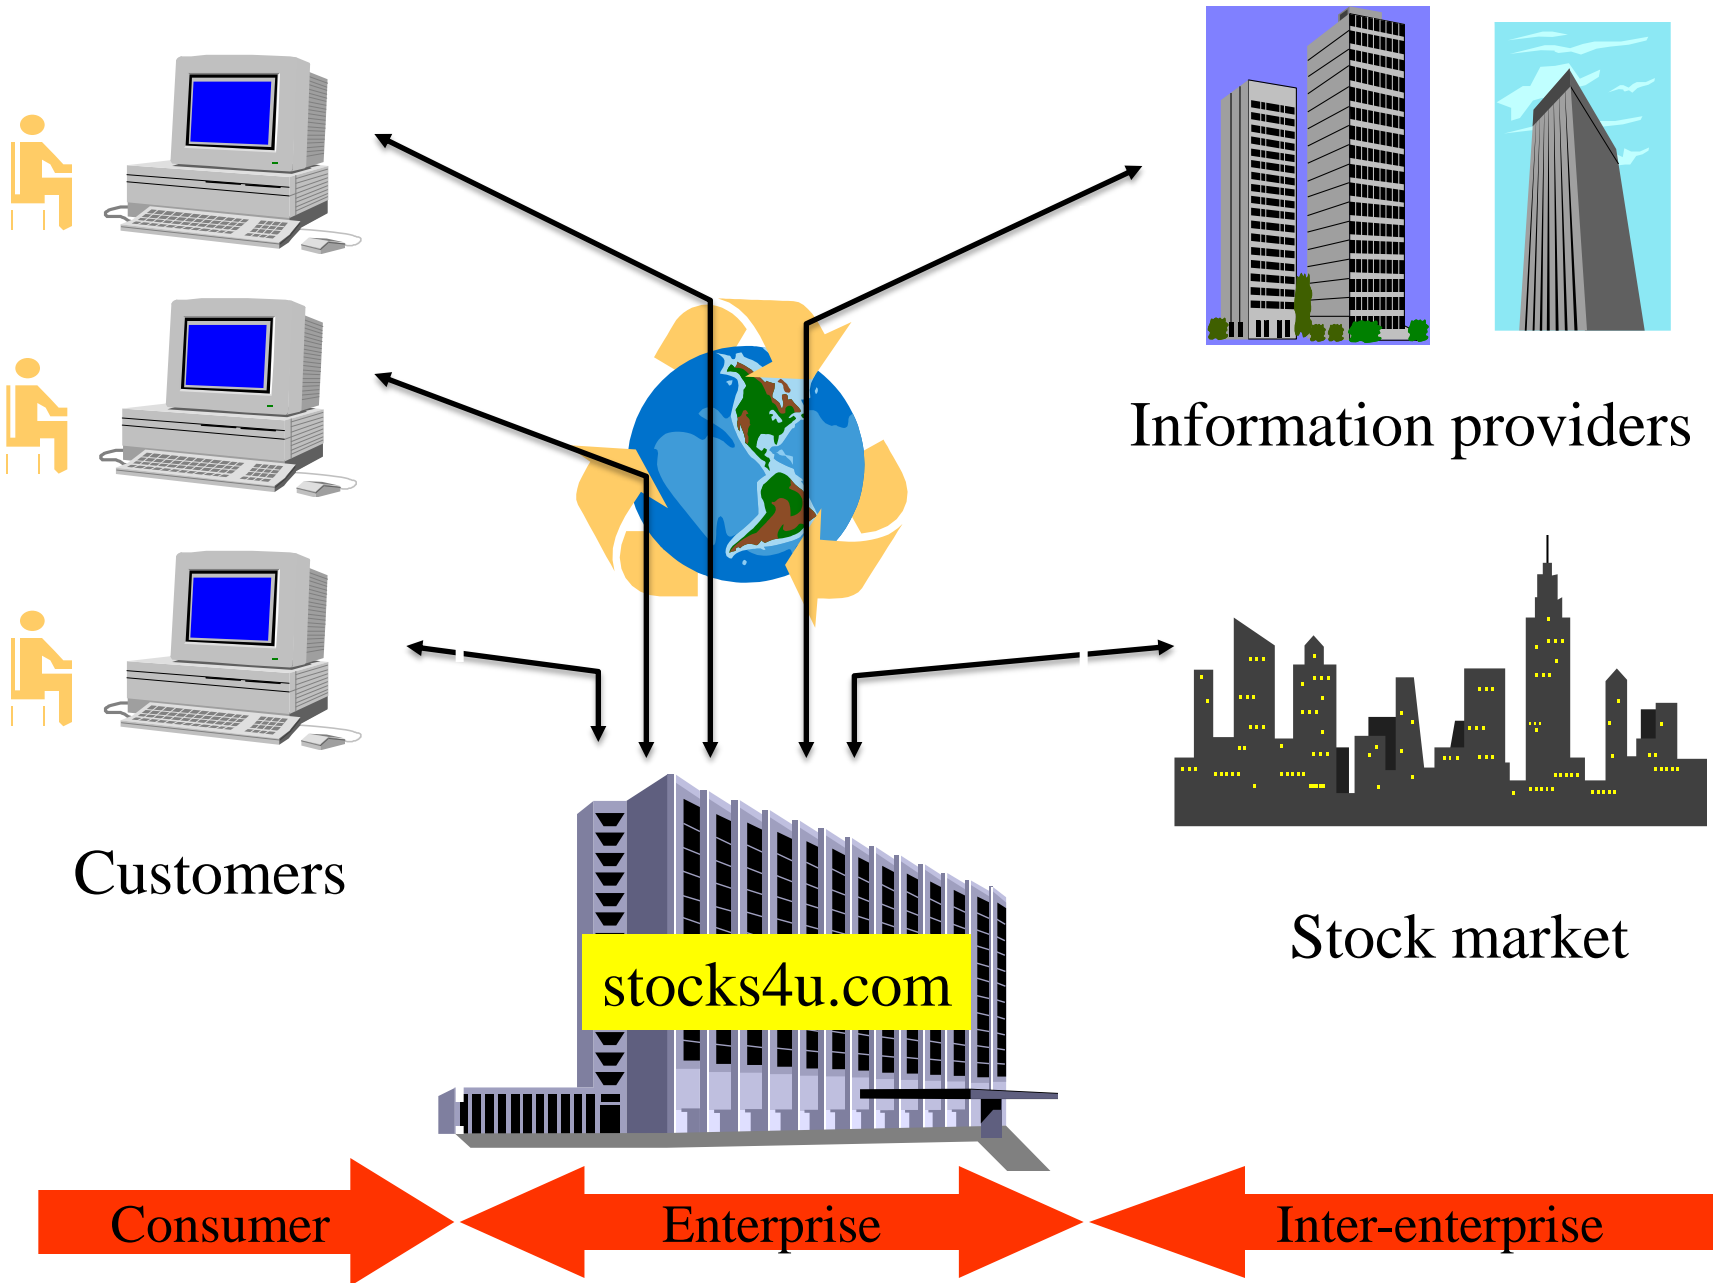 Information providers
Customers
Stock market
stocks4u.com
Consumer
Enterprise
Inter-enterprise